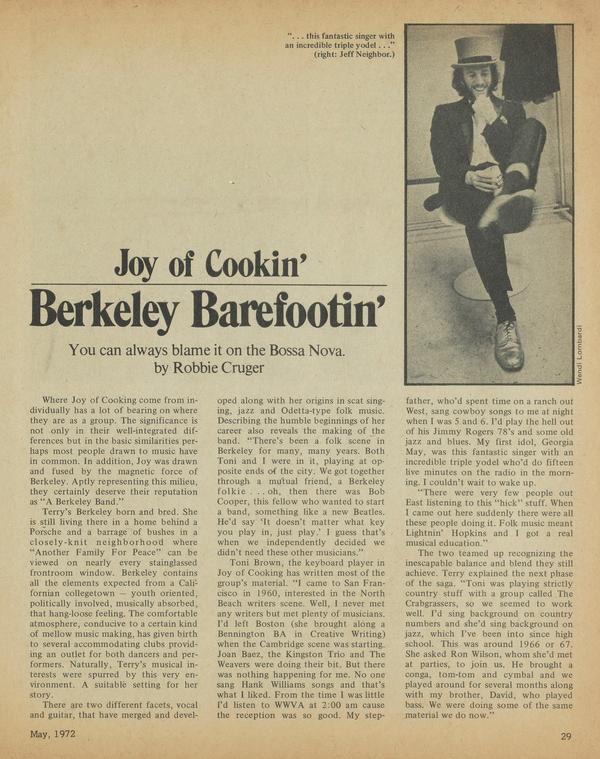 ". . . this fantastic singer with
an incredible triple yodel . . ."
(right: Jeff Neighbor.)
Wendi Lombardi
Joy of Cookin'
Berkeley Barefootin'
You can always blame it on the Bossa Nova.
by Robbie Cruger
Where Joy of Cooking come from in-
dividually has a lot of bearing on where
they are as a group. The significance is
not only in their well-integrated dif-
ferences but in the basic similarities per-
haps most people drawn to music have
in common. In addition, Joy was drawn
and fused by the magnetic force of
Berkeley. Aptly representing this milieu,
they certainly deserve their reputation
as "A Berkeley Band."
Terry's Berkeley born and bred. She
is still living there in a home behind a
Porsche and a barrage of bushes in a
closely-knit neighborhood where
"Another Family For Peace" can be
viewed on nearly every stainglassed
frontroom window. Berkeley contains
all the elements expected from a Cali-
fornian collegetown — youth oriented,
politically involved, musically absorbed,
that hang-loose feeling. The comfortable
atmosphere, conducive to a certain kind
of mellow music making, has given birth
to several accommodating clubs provid-
ing an outlet for both dancers and per-
formers. Naturally, Terry's musical in-
terests were spurred by this very en-
vironment. A suitable setting for her
story.
There are two different facets, vocal
and guitar, that have merged and devel-
oped along with her origins in scat sing-
ing, jazz and Odetta-type folk music.
Describing the humble beginnings of her
career also reveals the making of the
band. "There's been a folk scene in
Berkeley for many, many years. Both
Toni and I were in it, playing at op-
posite ends of the city. We got together
through a mutual friend, a Berkeley
folkie . . . oh, then there was Bob
Cooper, this fellow who wanted to start
a band, something like a new Beatles.
He'd say 'It doesn't matter what key
you play in, just play.' I guess that's
when we independently decided we
didn't need these other musicians."
Toni Brown, the keyboard player in
Joy of Cooking has written most of the
group's material. "I came to San Fran-
cisco in 1960, interested in the North
Beach writers scene. Well, I never met
any writers but met plenty of musicians.
I'd left Boston (she brought along a
Bennington BA in Creative Writing)
when the Cambridge scene was starting.
Joan Baez, the Kingston Trio and The
Weavers were doing their bit. But there
was nothing happening for me. No one
sang Hank Williams songs and that's
what I liked. From the time I was little
I'd listen to WWVA at 2:00 am cause
the reception was so good. My step-
father, who'd spent time on a ranch out
West, sang cowboy songs to me at night
when I was 5 and 6. I'd play the hell out
of his Jimmy Rogers 78's and some old
jazz and blues. My first idol, Georgia
May, was this fantastic singer with an
incredible triple yodel who'd do fifteen
live minutes on the radio in the morn-
ing. I couldn't wait to wake up.
"There were very few people out
East listening to this "hick" stuff. When
I came out here suddenly there were all
these people doing it. Folk music meant
Lightnin' Hopkins and I got a real
musical education."
The two teamed up recognizing the
inescapable balance and blend they still
achieve. Terry explained the next phase
of the saga. "Toni was playing strictly
country stuff with a group called The
Crabgrassers, so we seemed to work
well. I'd sing background on country
numbers and she'd sing background on
jazz, which I've been into since high
school. This was around 1966 or 67.
She asked Ron Wilson, whom she'd met
at parties, to join us. He brought a
conga, tom-tom and cymbal and we
played around for several months along
with my brother, David, who played
bass. We were doing some of the same
material we do now."
May, 1972
29